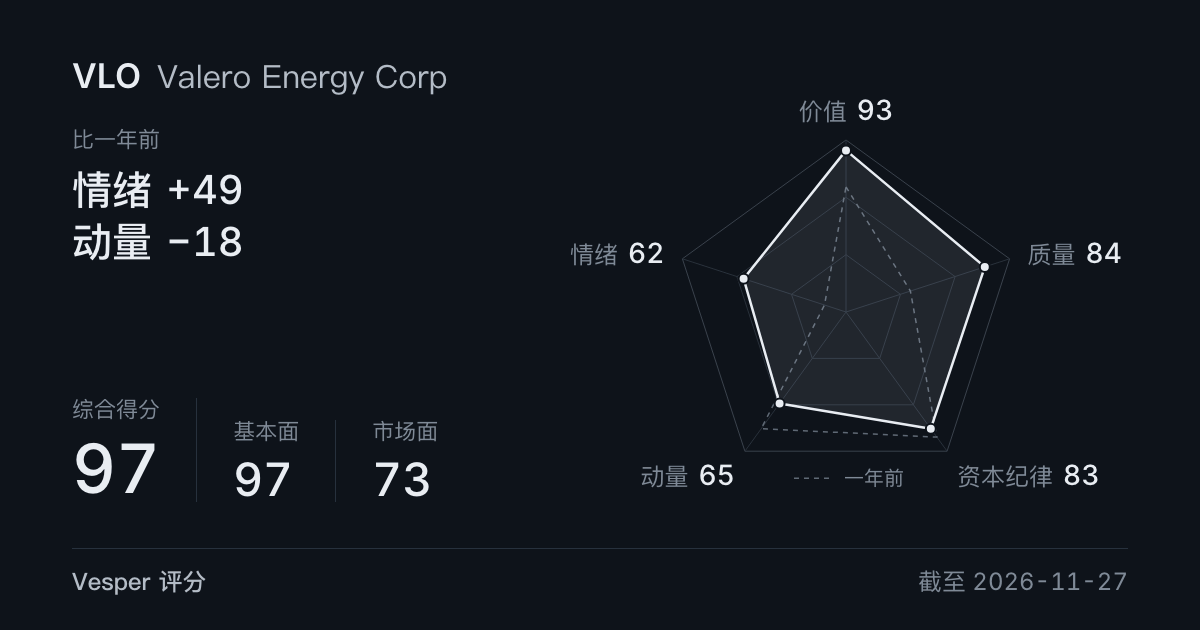 VLO Valero Energy Corp
比一年前
情绪 +49
动量 −18
综合得分
97
基本面
97
市场面
73
价值 93
质量 84
资本纪律 83
动量 65
情绪 62
一年前
Vesper 评分
截至 2026-11-27